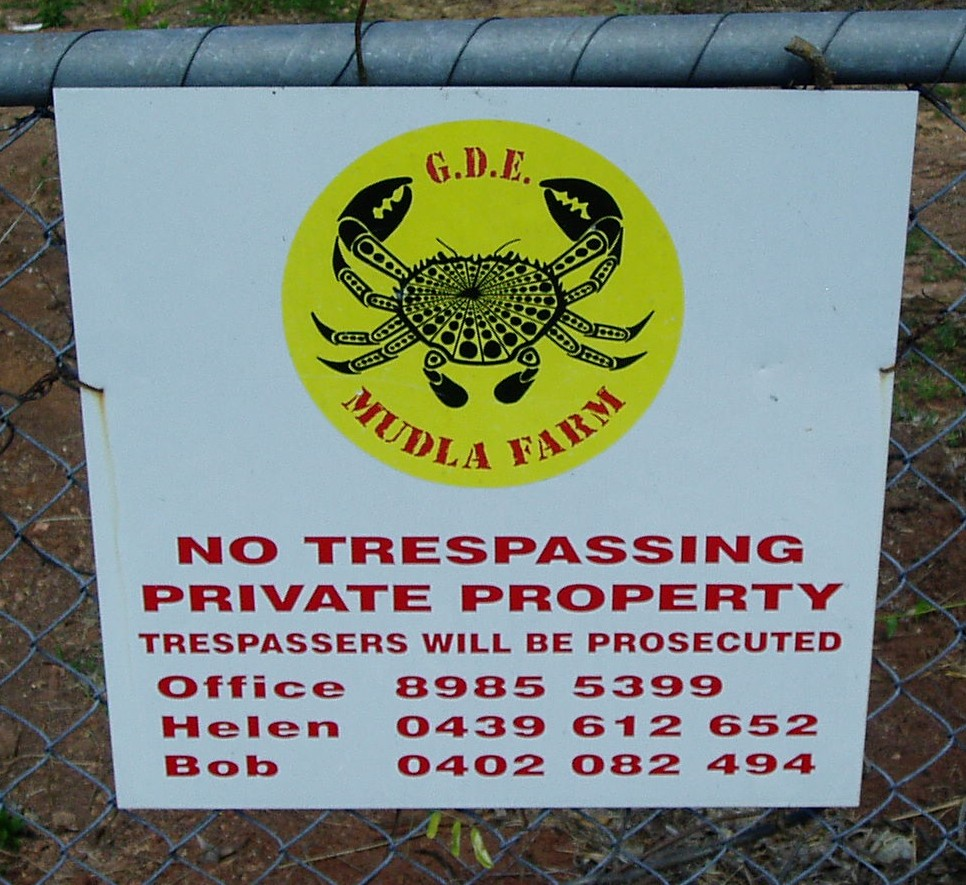 G.D.E.
MUDLA FARM
NO TRESPASSING
PRIVATE PROPERTY
TRESPASSERS WILL BE PROSECUTED
Office 8985 5399
Helen 0439 612 652
Bob 0402 082 494